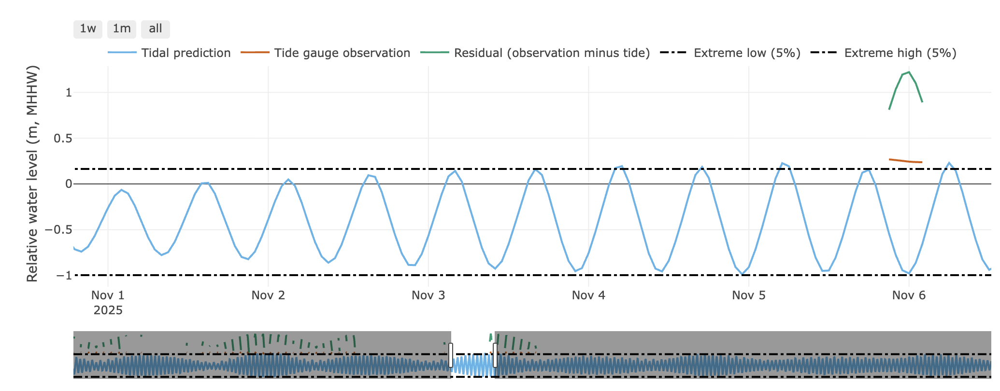 1w 1m all
Tidal prediction Tide gauge observation Residual (observation minus tide) Extreme low (5%) Extreme high (5%)
Relative water level (m, MHHW)
1
0.5
0
−0.5
−1
Nov 1 Nov 2 Nov 3 Nov 4 Nov 5 Nov 6
2025